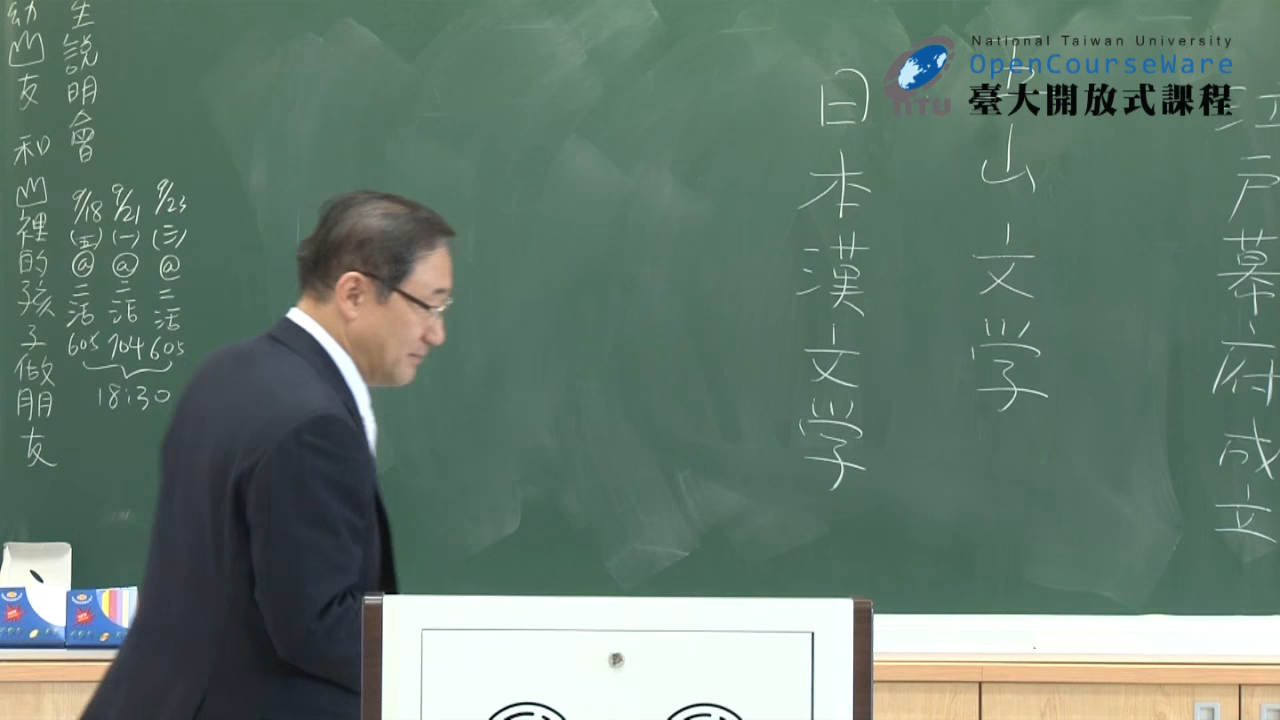 National Taiwan University
OpenCourseWare
臺大開放式課程
NTU
江戸幕府成立
五山文学
日本漢文学
生說明會
9/23
(三)
@
二活
605
9/21
(一)
@
二活
104
9/18
(五)
@
二活
605
18:30
幼幼友 和山裡的孩子做朋友